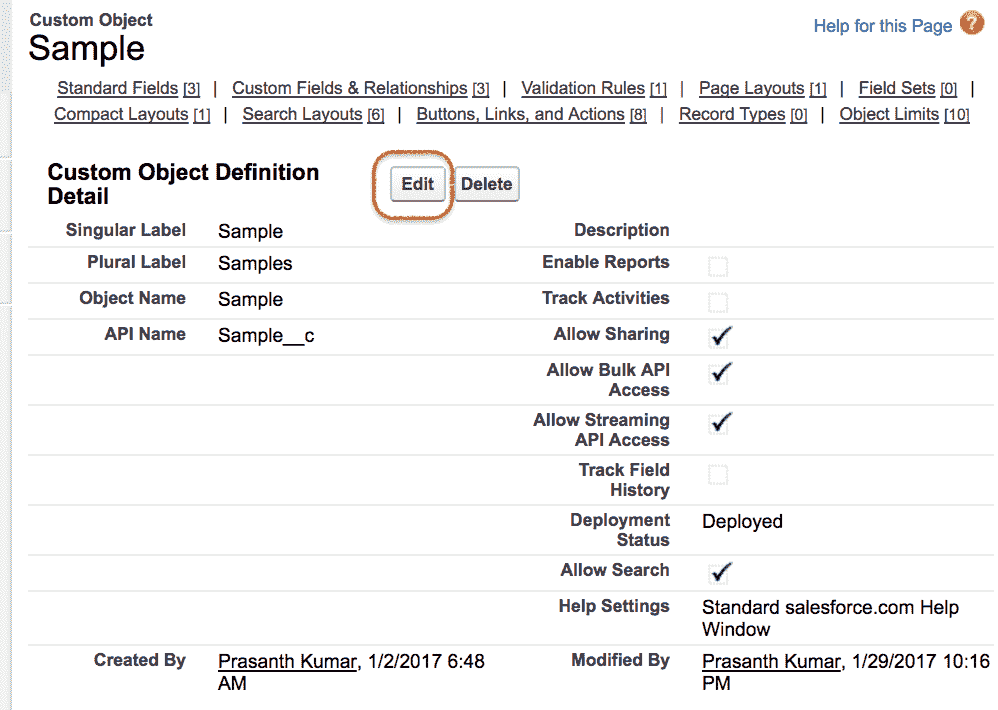 Custom Object
Sample
Help for this Page ?
Standard Fields [3] | Custom Fields & Relationships [3] | Validation Rules [1] | Page Layouts [1] | Field Sets [0] |
Compact Layouts [1] | Search Layouts [6] | Buttons, Links, and Actions [8] | Record Types [0] | Object Limits [10]
Custom Object Definition
Detail
Edit
Delete
Singular Label Sample
Description
Plural Label Samples
Enable Reports
Object Name Sample
Track Activities
API Name Sample__c
Allow Sharing
Allow Bulk API
Access
Allow Streaming
API Access
Track Field
History
Deployment
Status
Deployed
Allow Search
Help Settings
Standard salesforce.com Help
Window
Created By
Prasanth Kumar, 1/2/2017 6:48
AM
Modified By
Prasanth Kumar, 1/29/2017 10:16
PM